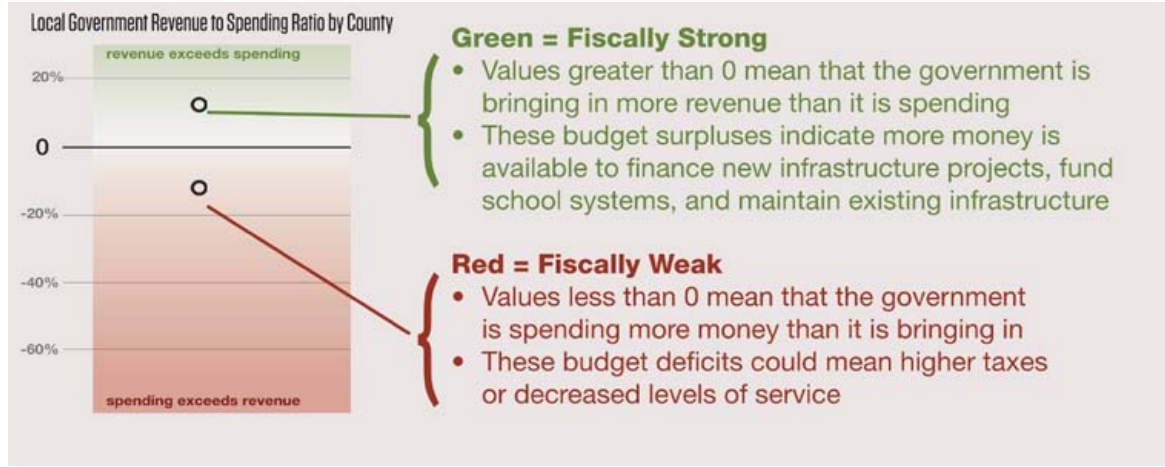 Local Government Revenue to Spending Ratio by County
revenue exceeds spending
20%
0
-20%
-40%
-60%
spending exceeds revenue
Green = Fiscally Strong
• Values greater than 0 mean that the government is
bringing in more revenue than it is spending
• These budget surpluses indicate more money is
available to finance new infrastructure projects, fund
school systems, and maintain existing infrastructure
Red = Fiscally Weak
• Values less than 0 mean that the government
is spending more money than it is bringing in
• These budget deficits could mean higher taxes
or decreased levels of service